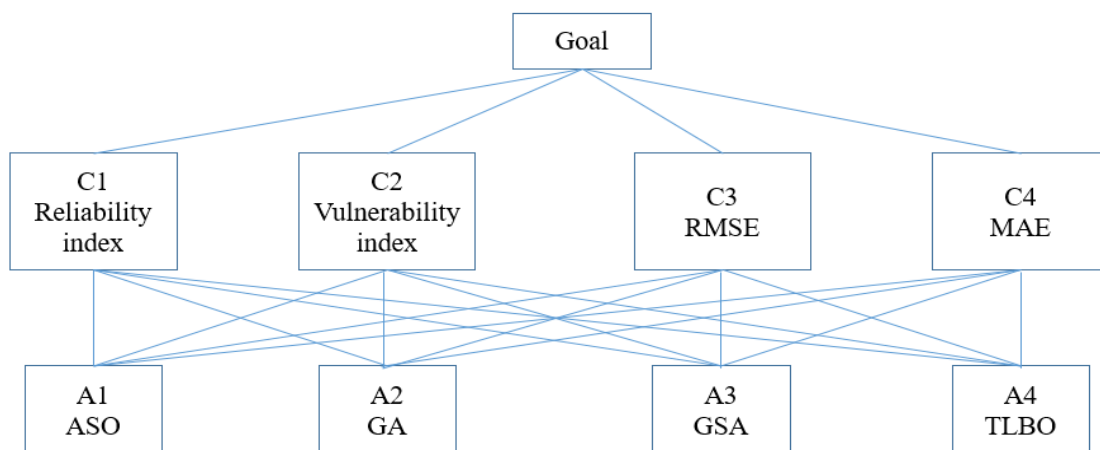 Goal
C1
Reliability
index
C2
Vulnerability
index
C3
RMSE
C4
MAE
A1
ASO
A2
GA
A3
GSA
A4
TLBO